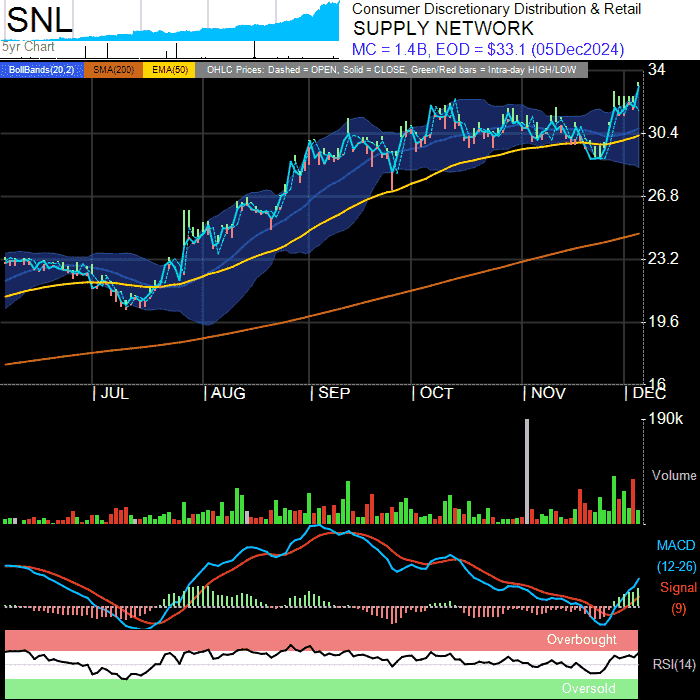 SNL
Consumer Discretionary Distribution & Retail
SUPPLY NETWORK
5yr Chart
MC = 1.4B, EOD = $33.1 (05Dec2024)
BollBands(20,2) SMA(200) EMA(50) OHLC Prices: Dashed = OPEN, Solid = CLOSE, Green/Red bars = Intra-day HIGH/LOW
34
30.4
26.8
23.2
19.6
16
JUL AUG SEP OCT NOV DEC
190k
Volume
MACD
(12-26)
Signal
(9)
Overbought
RSI(14)
Oversold